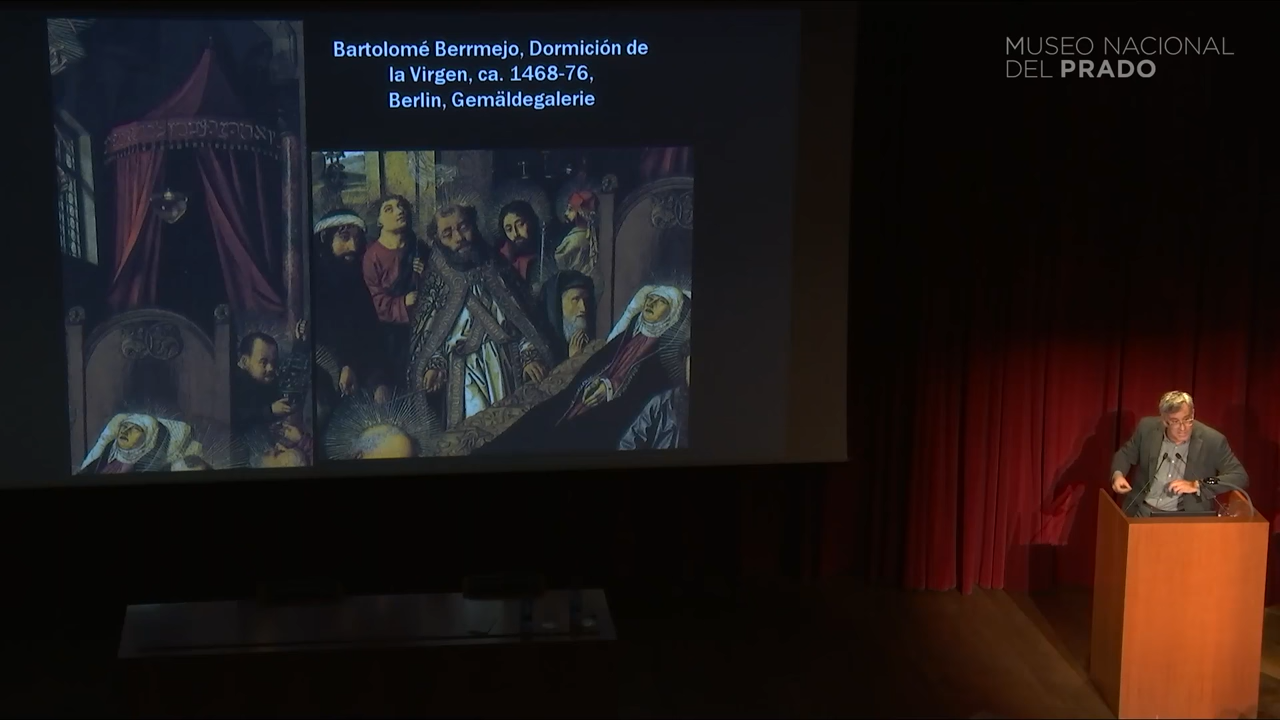 Bartolomé Berrmejo, Dormición de
la Virgen, ca. 1468-76,
Berlin, Gemäldegalerie
MUSEO NACIONAL
DEL PRADO